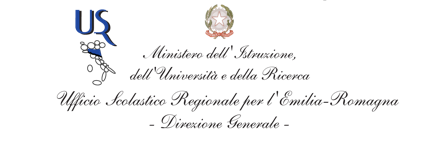 USR
Ministero dell'Istruzione,
dell'Università e della Ricerca
Ufficio Scolastico Regionale per l'Emilia-Romagna
- Direzione Generale -